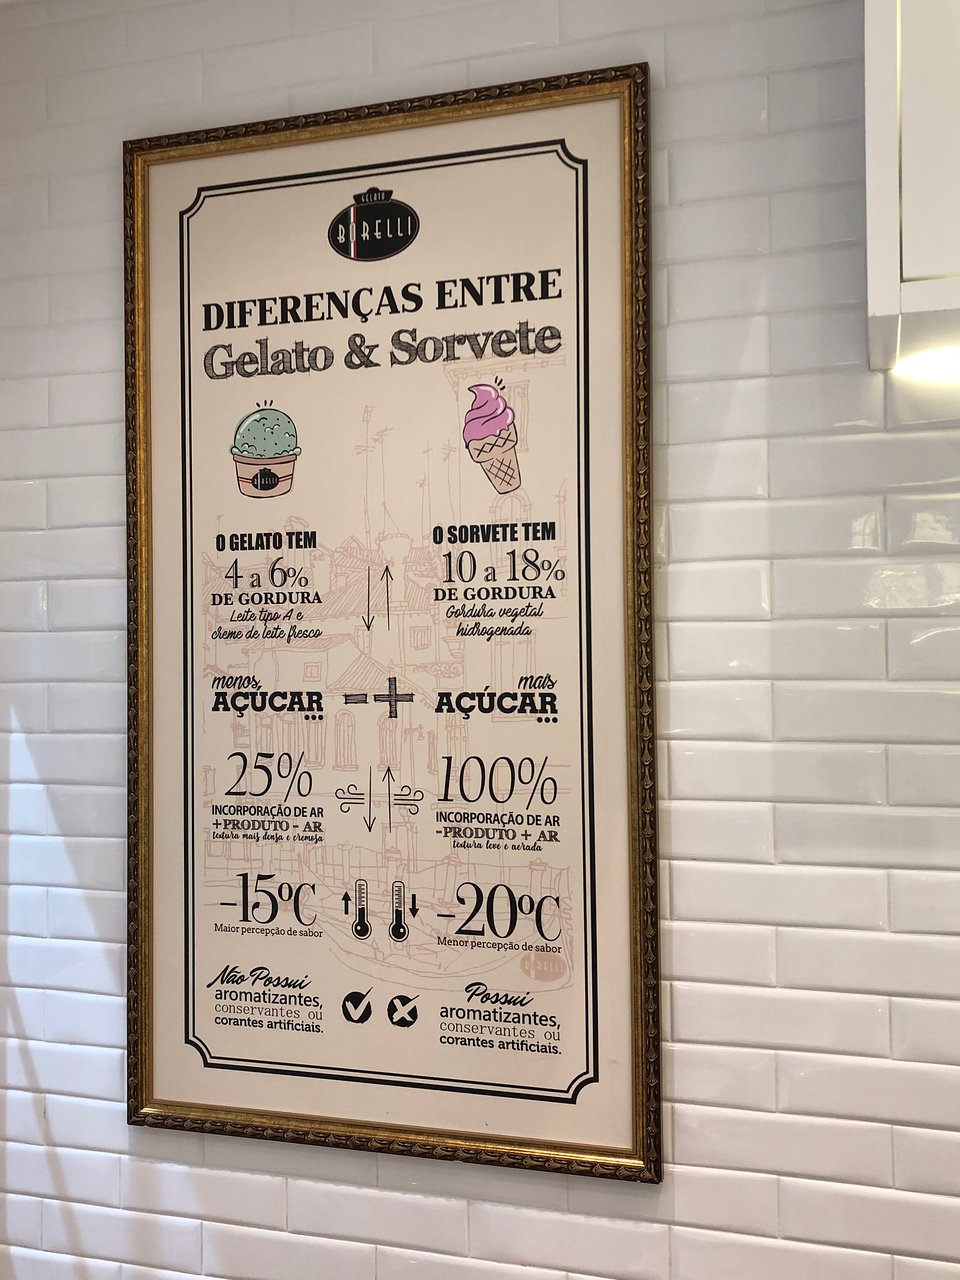 GELATO
BORELLI
DIFERENÇAS ENTRE
Gelato & Sorvete
BORELLI
O GELATO TEM
4 a 6%
DE GORDURA
Leite tipo A e
creme de leite fresco
O SORVETE TEM
10 a 18%
DE GORDURA
Gordura vegetal
hidrogenada
menos
AÇÚCAR...
- +
mais
AÇÚCAR...
25%
INCORPORAÇÃO DE AR
+PRODUTO - AR
textura mais densa e cremosa
100%
INCORPORAÇÃO DE AR
-PRODUTO + AR
textura leve e aerada
-15ºC
Maior percepção de sabor
-20ºC
Menor percepção de sabor
BORELLI
Não Possui
aromatizantes,
conservantes ou
corantes artificiais.
Possui
aromatizantes,
conservantes ou
corantes artificiais.